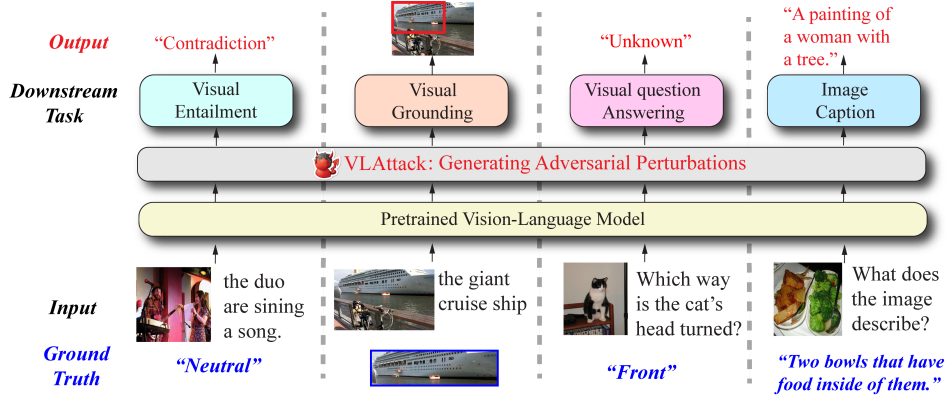 Output
“Contradiction”
“Unknown”
“A painting of
a woman with
a tree.”
Downstream
Task
Visual
Entailment
Visual
Grounding
Visual question
Answering
Image
Caption
VLAttack: Generating Adversarial Perturbations
Pretrained Vision-Language Model
Input
the duo
are sining
a song.
the giant
cruise ship
Which way
is the cat’s
head turned?
What does
the image
describe?
Ground
Truth
“Neutral”
“Front”
“Two bowls that have
food inside of them.”